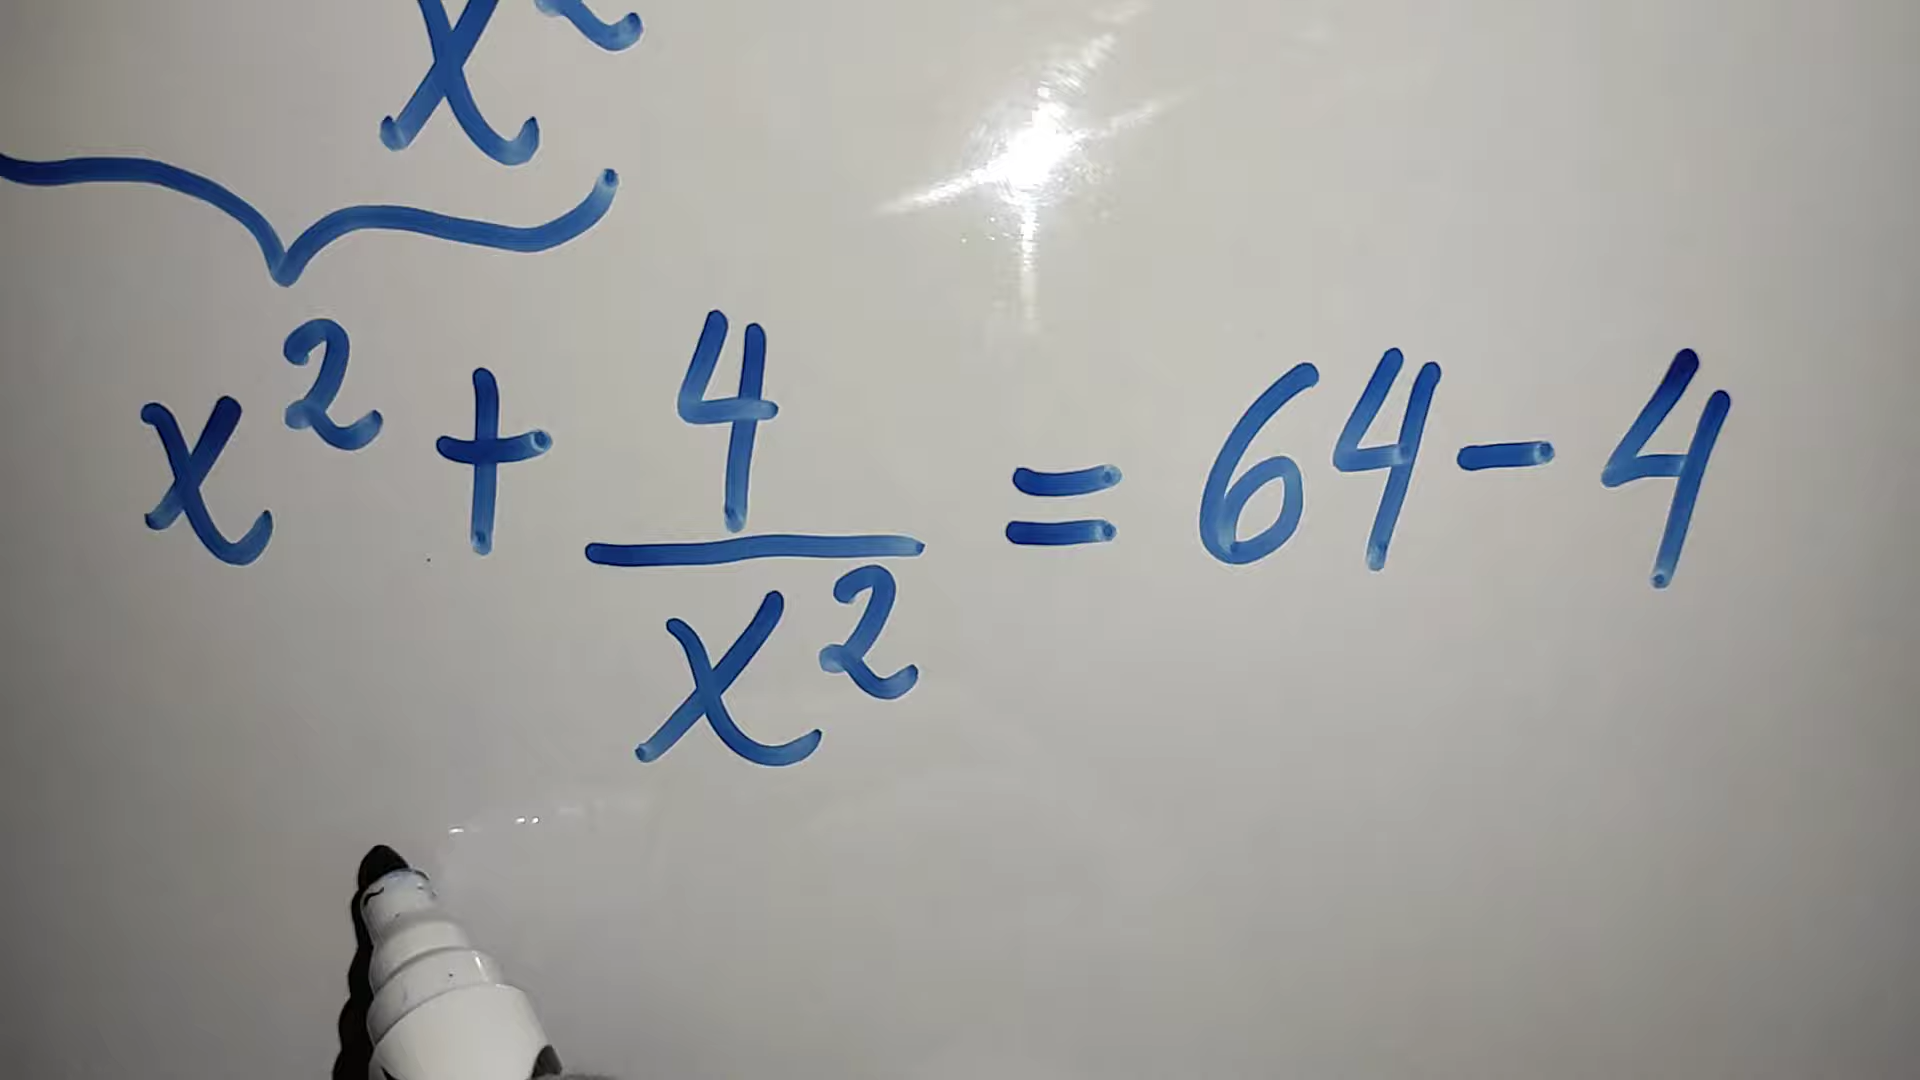 x²
x² + 4/x² = 64 - 4